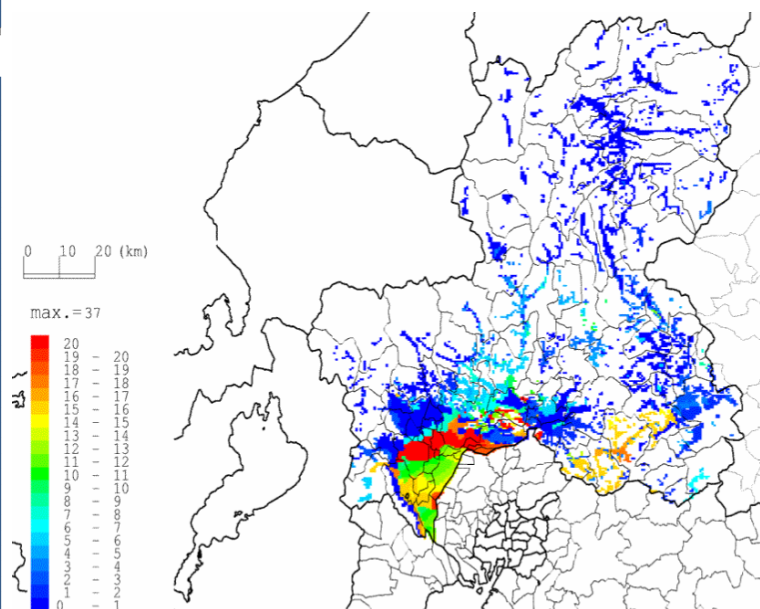 0 10 20 (km)
max.=37
20
19 - 20
18 - 19
17 - 18
16 - 17
15 - 16
14 - 15
13 - 14
12 - 13
11 - 12
10 - 11
9 - 10
8 - 9
7 - 8
6 - 7
5 - 6
4 - 5
3 - 4
2 - 3
1 - 2
0 - 1